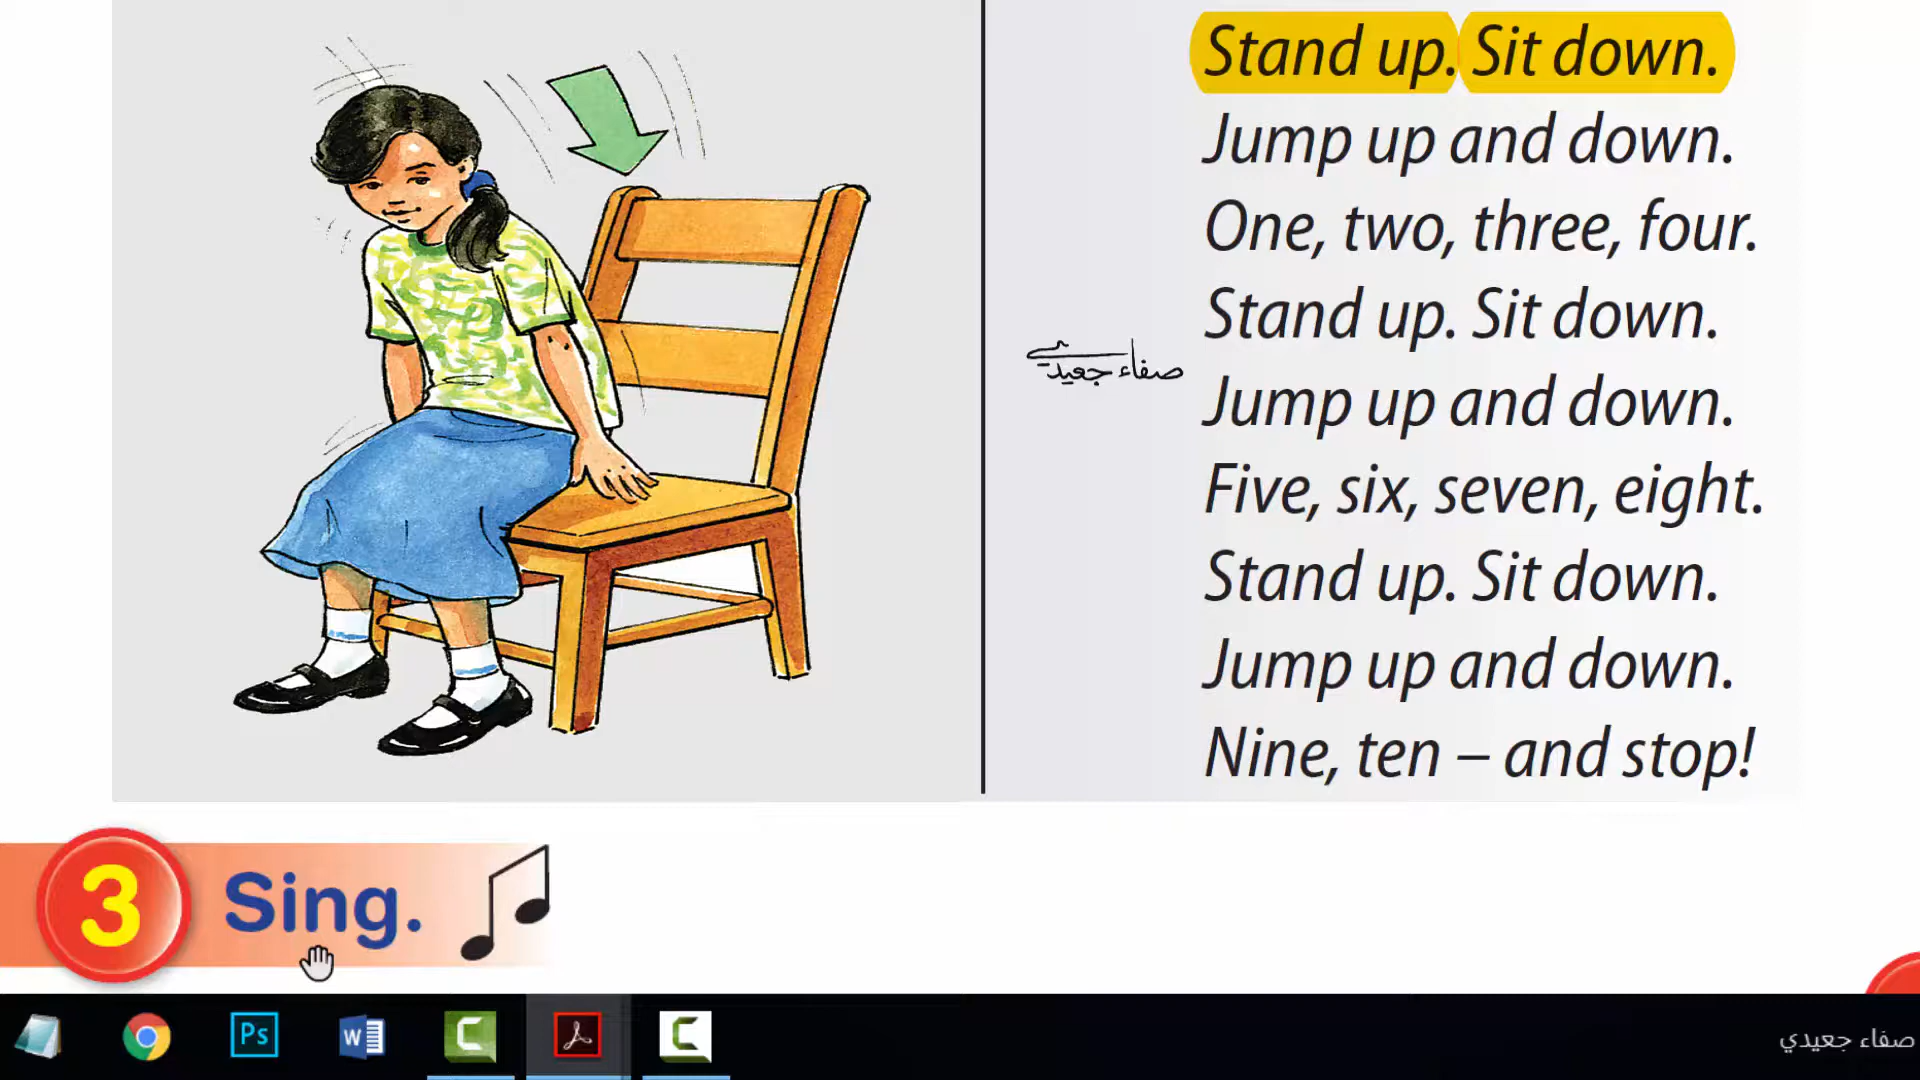 Stand up. Sit down.
Jump up and down.
One, two, three, four.
Stand up. Sit down.
صفاء جعيدي
Jump up and down.
Five, six, seven, eight.
Stand up. Sit down.
Jump up and down.
Nine, ten – and stop!
3 Sing.
Ps
W
صفاء جعيدي